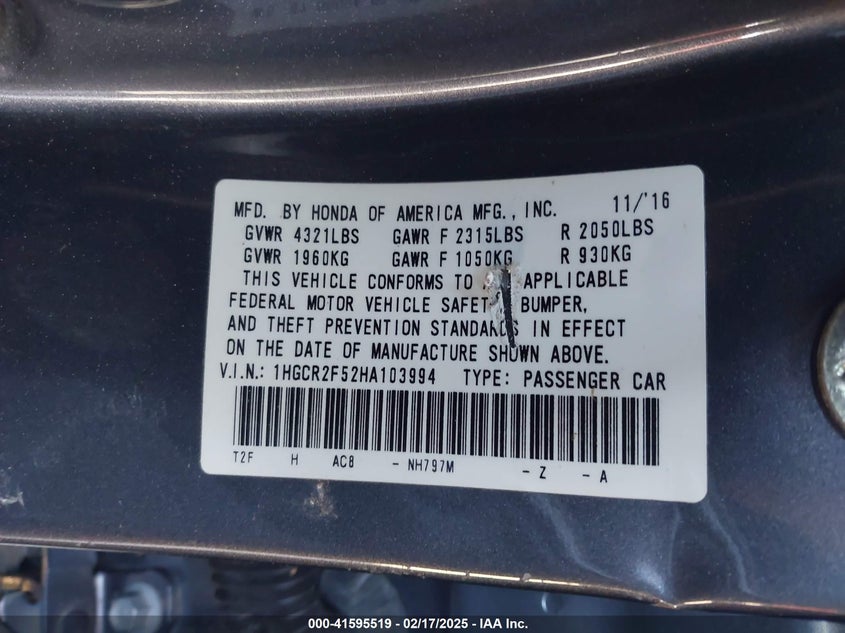 MFD. BY HONDA OF AMERICA MFG., INC. 11/'16
GVWR 4321LBS GAWR F 2315LBS R 2050LBS
GVWR 1960KG GAWR F 1050KG R 930KG
THIS VEHICLE CONFORMS TO APPLICABLE
FEDERAL MOTOR VEHICLE SAFET BUMPER,
AND THEFT PREVENTION STANDARDS IN EFFECT
ON THE DATE OF MANUFACTURE SHOWN ABOVE.
V.I.N.: 1HGCR2F52HA103994 TYPE: PASSENGER CAR
T2F H AC8 - NH797M - Z - A
000-41595519 -- 02/17/2025 -- IAA Inc.